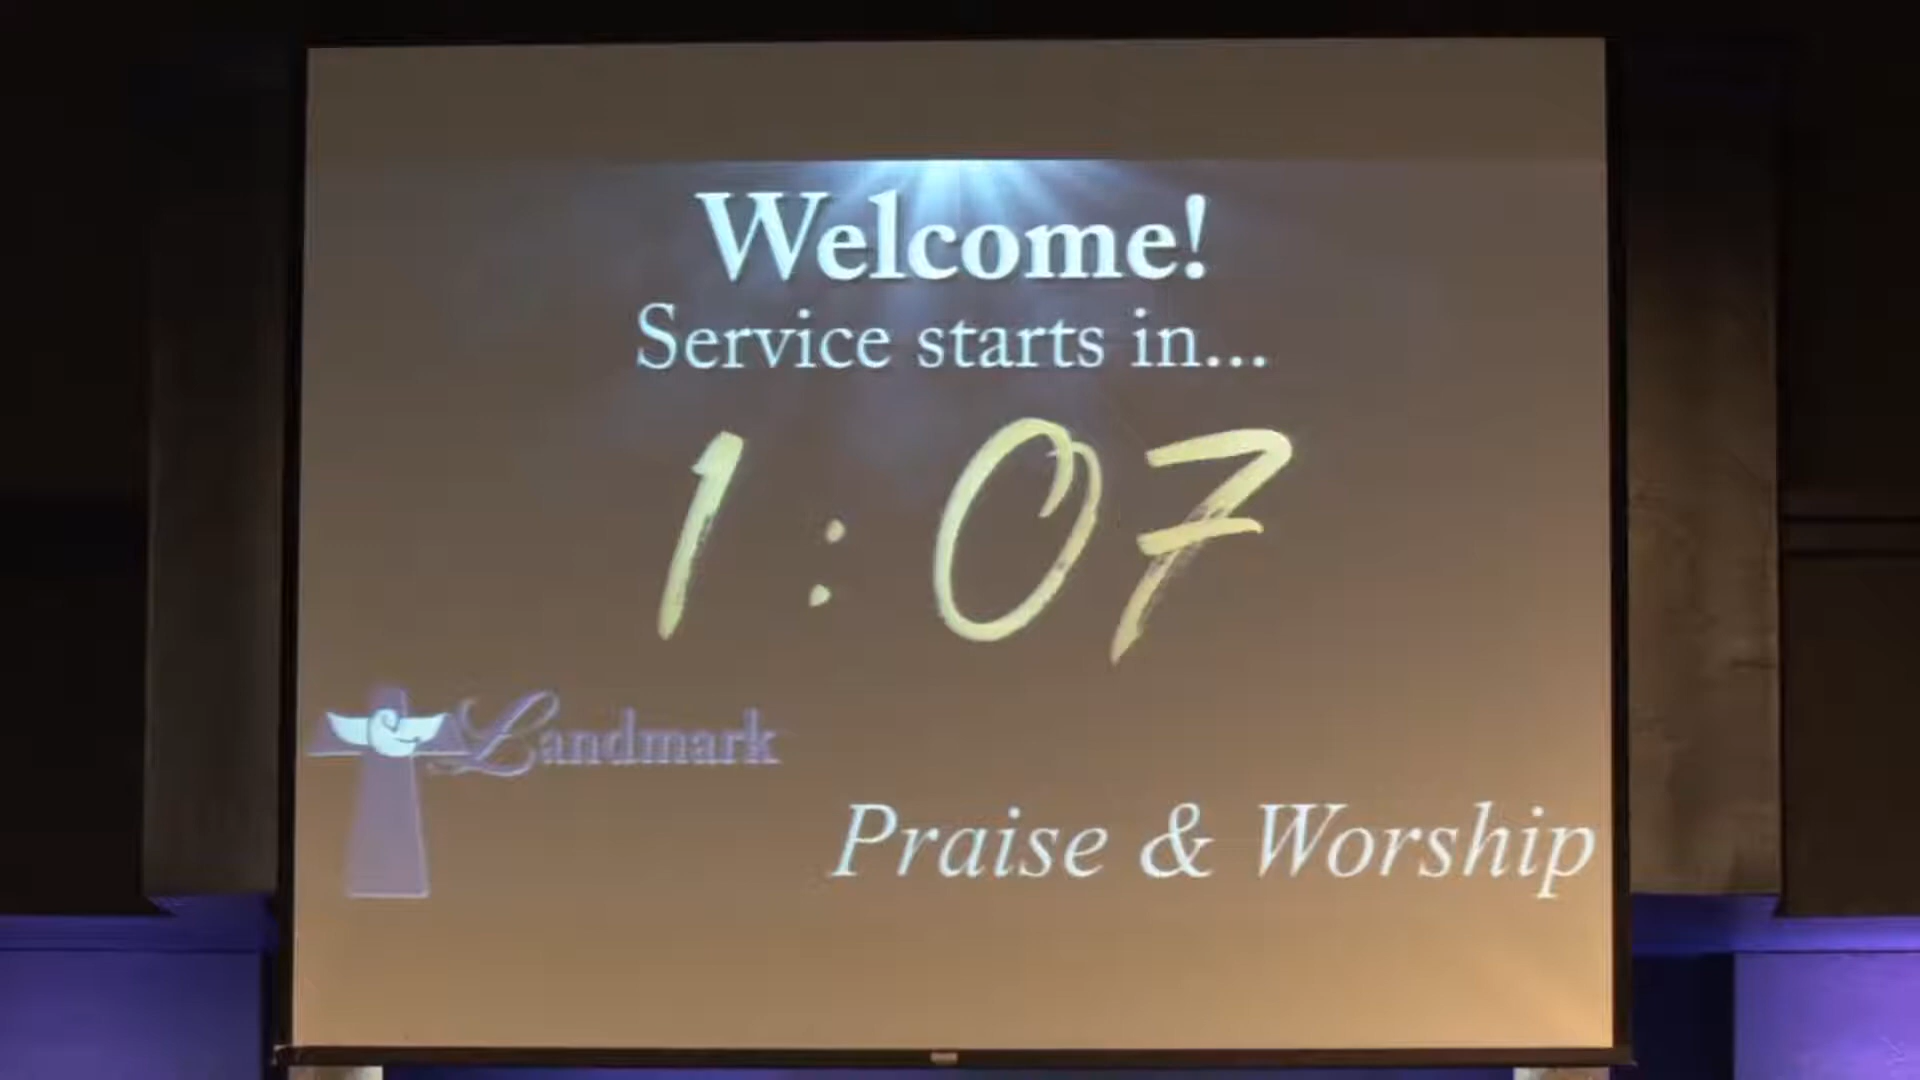 Welcome!
Service starts in...
1:07
Landmark
Praise & Worship